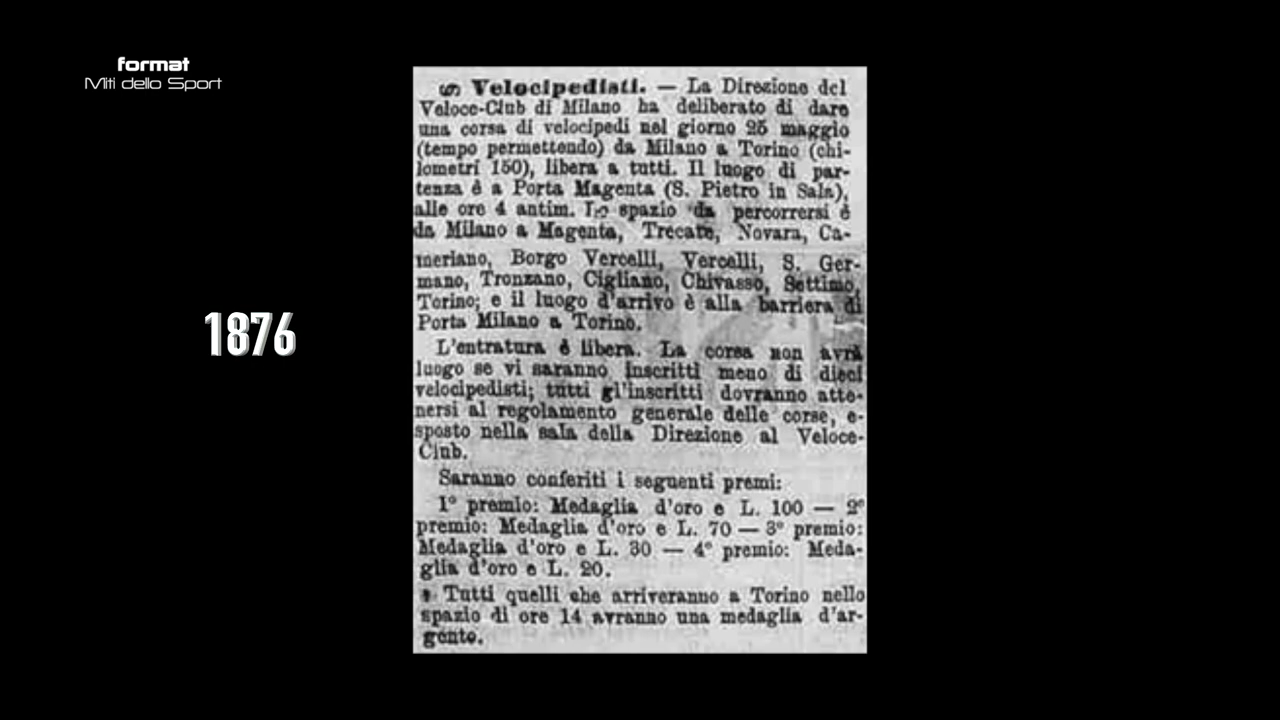 format
Miti dello Sport
1876
Velocipedisti. — La Direzione del
Veloce-Club di Milano ha deliberato di dare
una corsa di velocipedi nel giorno 25 maggio
(tempo permettendo) da Milano a Torino (chi-
lometri 150), libera a tutti. Il luogo di par-
tenza è a Porta Magenta (S. Pietro in Sala),
alle ore 4 antim. Lo spazio da percorrersi è
da Milano a Magenta, Trecate, Novara, Ca-
meriano, Borgo Vercelli, Vercelli, S. Ger-
mano, Tronzano, Cigliano, Chivasso, Settimo,
Torino; e il luogo d'arrivo è alla barriera di
Porta Milano a Torino.
L'entratura è libera. La corsa non avrà
luogo se vi saranno inscritti meno di dieci
velocipedisti; tutti gl'inscritti dovranno atte-
nersi al regolamento generale delle corse, e-
sposto nella sala della Direzione al Veloce-
Club.
Saranno conferiti i seguenti premi:
1º premio: Medaglia d'oro e L. 100 — 2º
premio: Medaglia d'oro e L. 70 — 3º premio:
Medaglia d'oro e L. 30 — 4º premio: Meda-
glia d'oro e L. 20.
Tutti quelli che arriveranno a Torino nello
spazio di ore 14 avranno una medaglia d'ar-
gento.